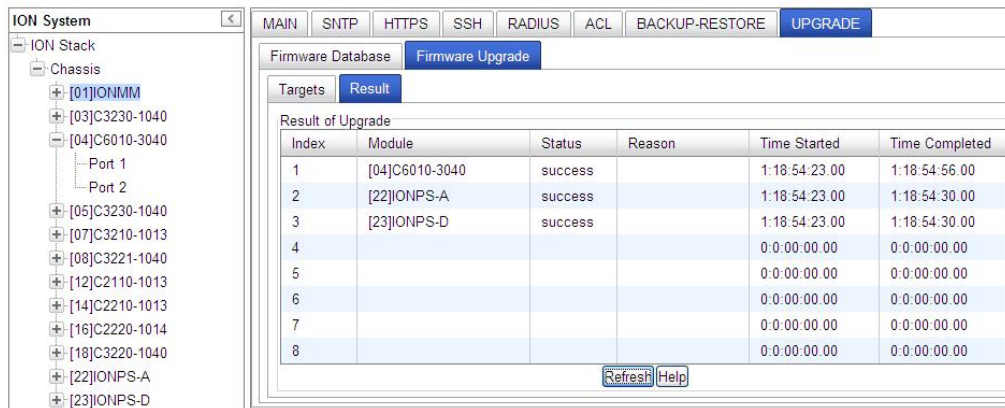 ION System <
ION Stack
Chassis
[01]IONMM
[03]C3230-1040
[04]C6010-3040
Port 1
Port 2
[05]C3230-1040
[07]C3210-1013
[08]C3221-1040
[12]C2110-1013
[14]C2210-1013
[16]C2220-1014
[18]C3220-1040
[22]IONPS-A
[23]IONPS-D
MAIN SNTP HTTPS SSH RADIUS ACL BACKUP-RESTORE UPGRADE
Firmware Database Firmware Upgrade
Targets Result
Result of Upgrade
Index Module Status Reason Time Started Time Completed
1 [04]C6010-3040 success 1:18:54:23.00 1:18:54:56.00
2 [22]IONPS-A success 1:18:54:23.00 1:18:54:30.00
3 [23]IONPS-D success 1:18:54:23.00 1:18:54:30.00
4 0:0:00:00.00 0:0:00:00.00
5 0:0:00:00.00 0:0:00:00.00
6 0:0:00:00.00 0:0:00:00.00
7 0:0:00:00.00 0:0:00:00.00
8 0:0:00:00.00 0:0:00:00.00
Refresh Help